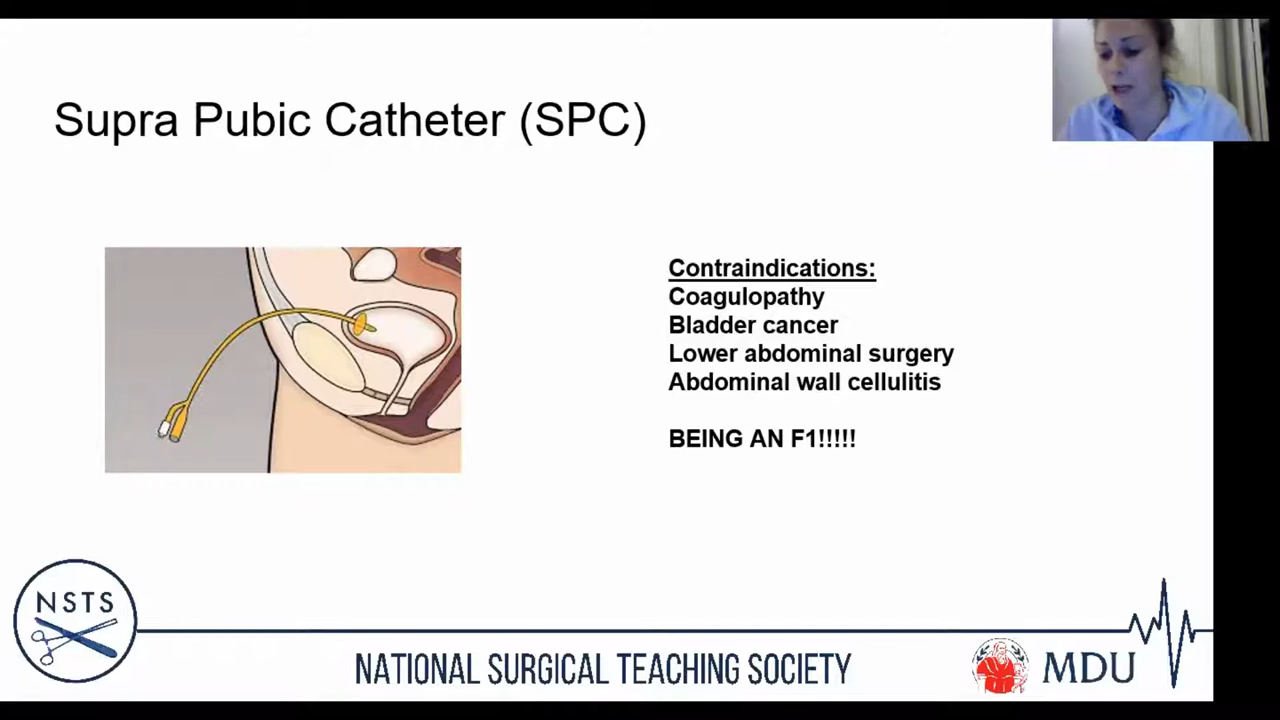 Supra Pubic Catheter (SPC)
Contraindications:
Coagulopathy
Bladder cancer
Lower abdominal surgery
Abdominal wall cellulitis
BEING AN F1!!!!!
NSTS
NATIONAL SURGICAL TEACHING SOCIETY
MDU